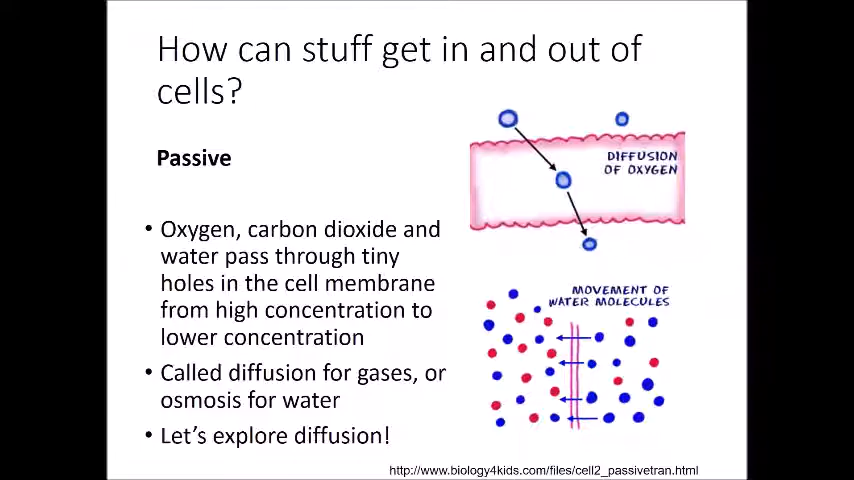 How can stuff get in and out of
cells?
Passive
• Oxygen, carbon dioxide and
water pass through tiny
holes in the cell membrane
from high concentration to
lower concentration
• Called diffusion for gases, or
osmosis for water
• Let's explore diffusion!
DIFFUSION
OF OXYGEN
MOVEMENT OF
WATER MOLECULES
http://www.biology4kids.com/files/cell2_passivetran.html